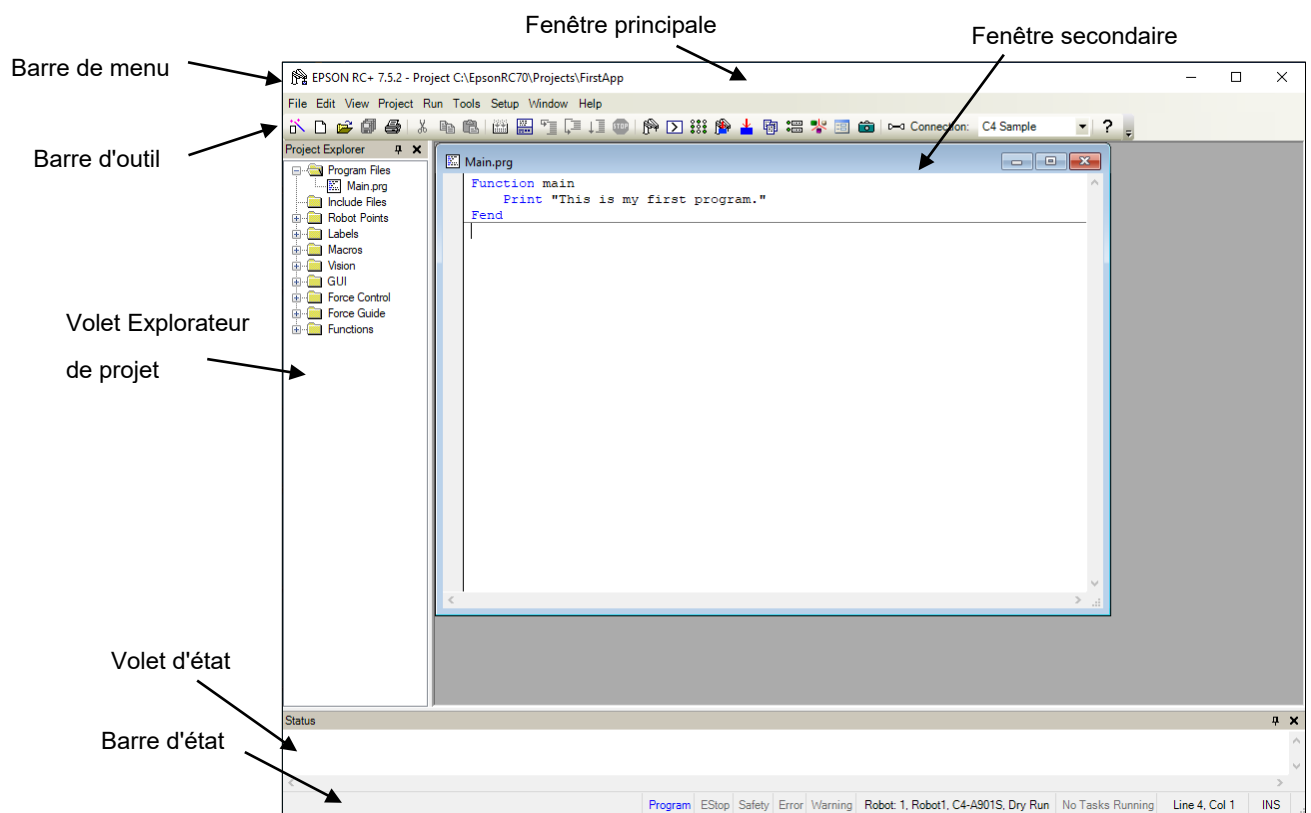 Fenêtre principale
Fenêtre secondaire
Barre de menu
EPSON RC+ 7.5.2 - Project C:\EpsonRC70\Projects\FirstApp
File Edit View Project Run Tools Setup Window Help
Connection: C4 Sample ?
Barre d'outil
Project Explorer
Program Files
Main.prg
Include Files
Robot Points
Labels
Macros
Vision
GUI
Force Control
Force Guide
Functions
Main.prg
Function main
Print "This is my first program."
Fend
Volet Explorateur
de projet
Volet d'état
Status
Barre d'état
Program EStop Safety Error Warning Robot: 1, Robot1, C4-A901S, Dry Run No Tasks Running Line 4, Col 1 INS